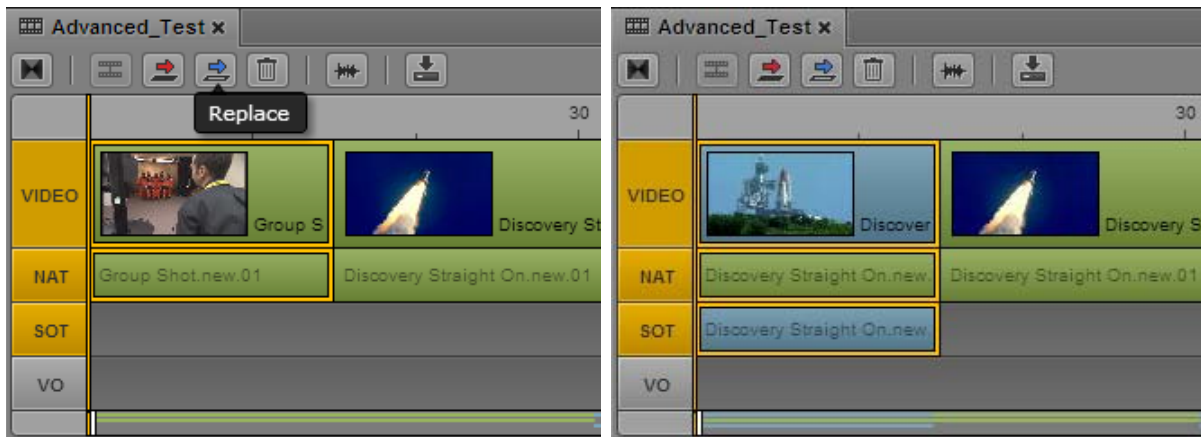 Advanced_Test ×
Replace
30
VIDEO
Group S
Discovery St
NAT
Group Shot.new.01
Discovery Straight On.new.01
SOT
VO
Advanced_Test ×
30
VIDEO
Discover
Discovery S
NAT
Discovery Straight On.new.
Discovery Straight On.new.01
SOT
Discovery Straight On.new.
VO